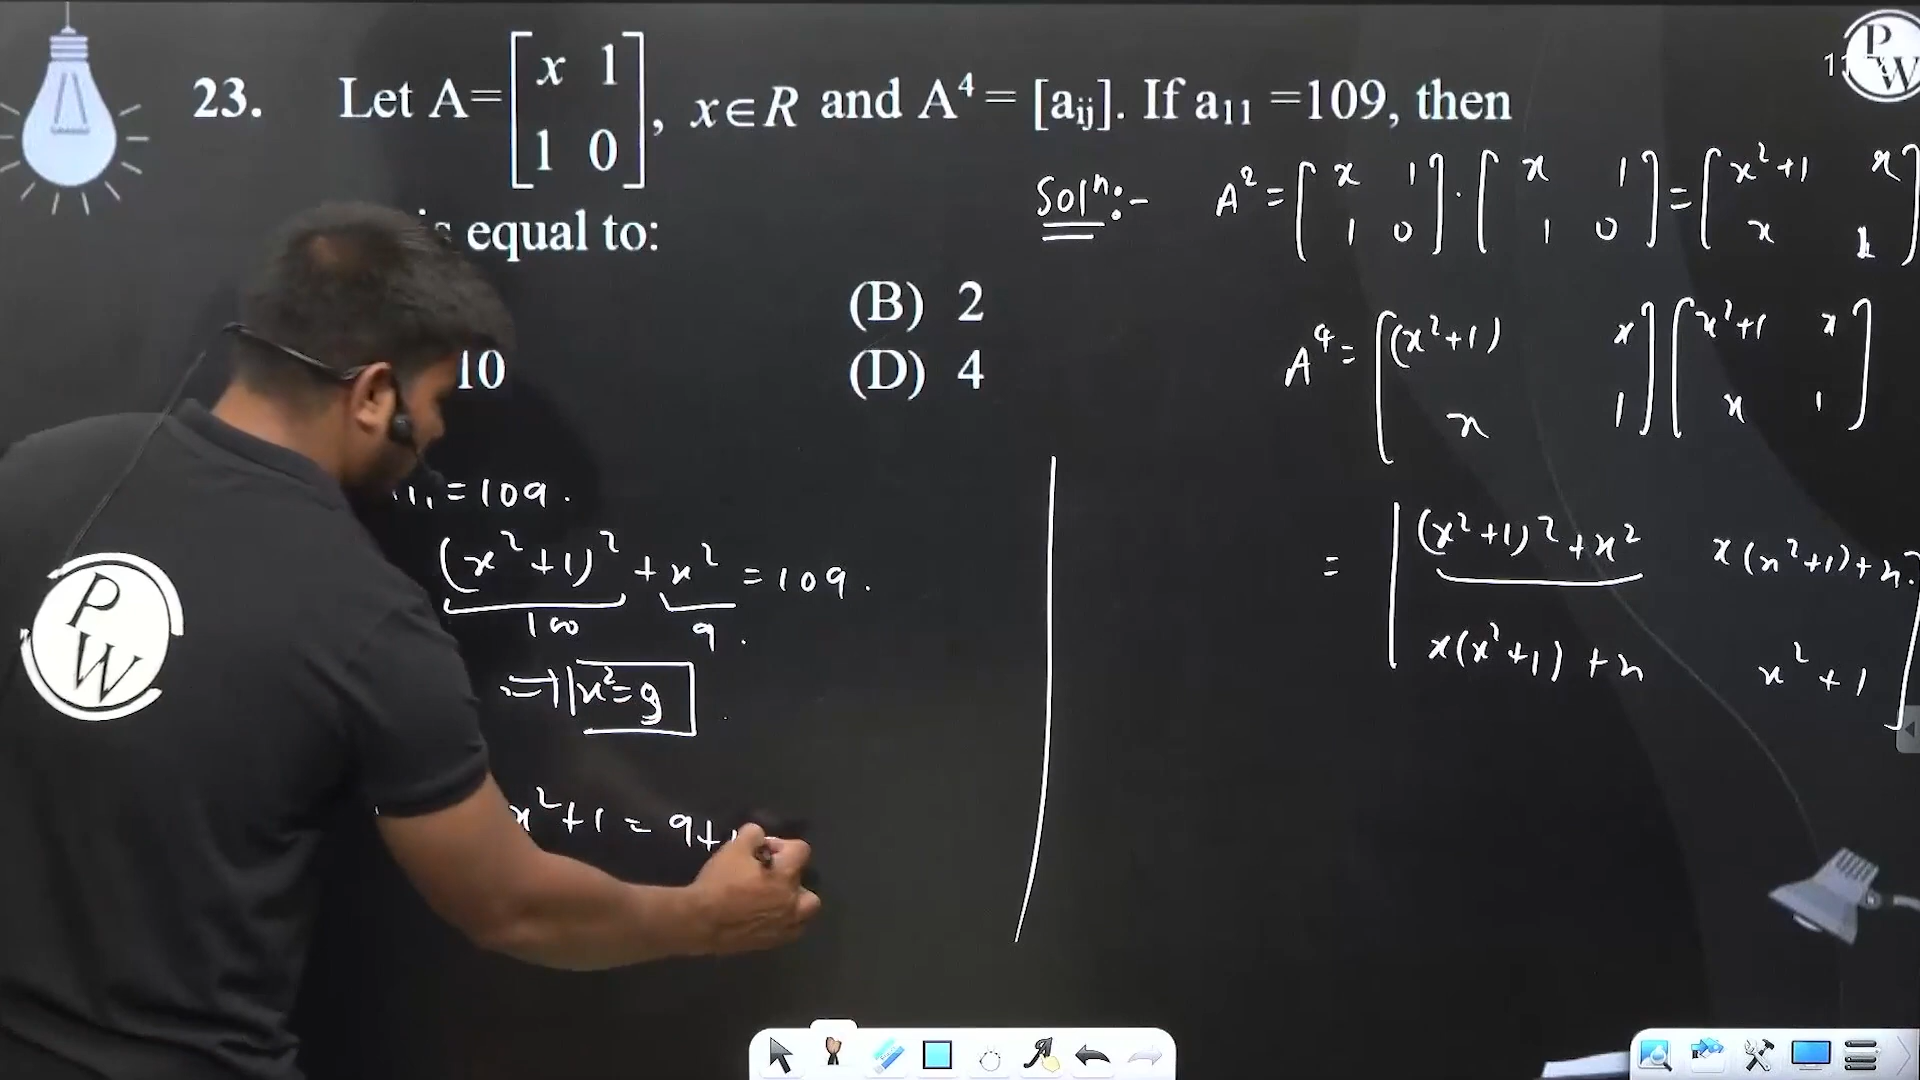 23. Let A= [x 1; 1 0], x∈R and A⁴ = [aᵢⱼ]. If a₁₁ =109, then
is equal to:
(B) 2
10
(D) 4
Solⁿ:- A² = [x 1; 1 0] · [x 1; 1 0] = [x²+1 x; x 1]
A⁴ = [(x²+1) x; x 1] [x²+1 x; x 1]
= [(x²+1)²+x² x(x²+1)+x; x(x²+1)+x x²+1]
₁₁ = 109.
(x²+1)² + x² = 109.
100 9.
⇒ x² = 9
x²+1 = 9+
P
W
P
W